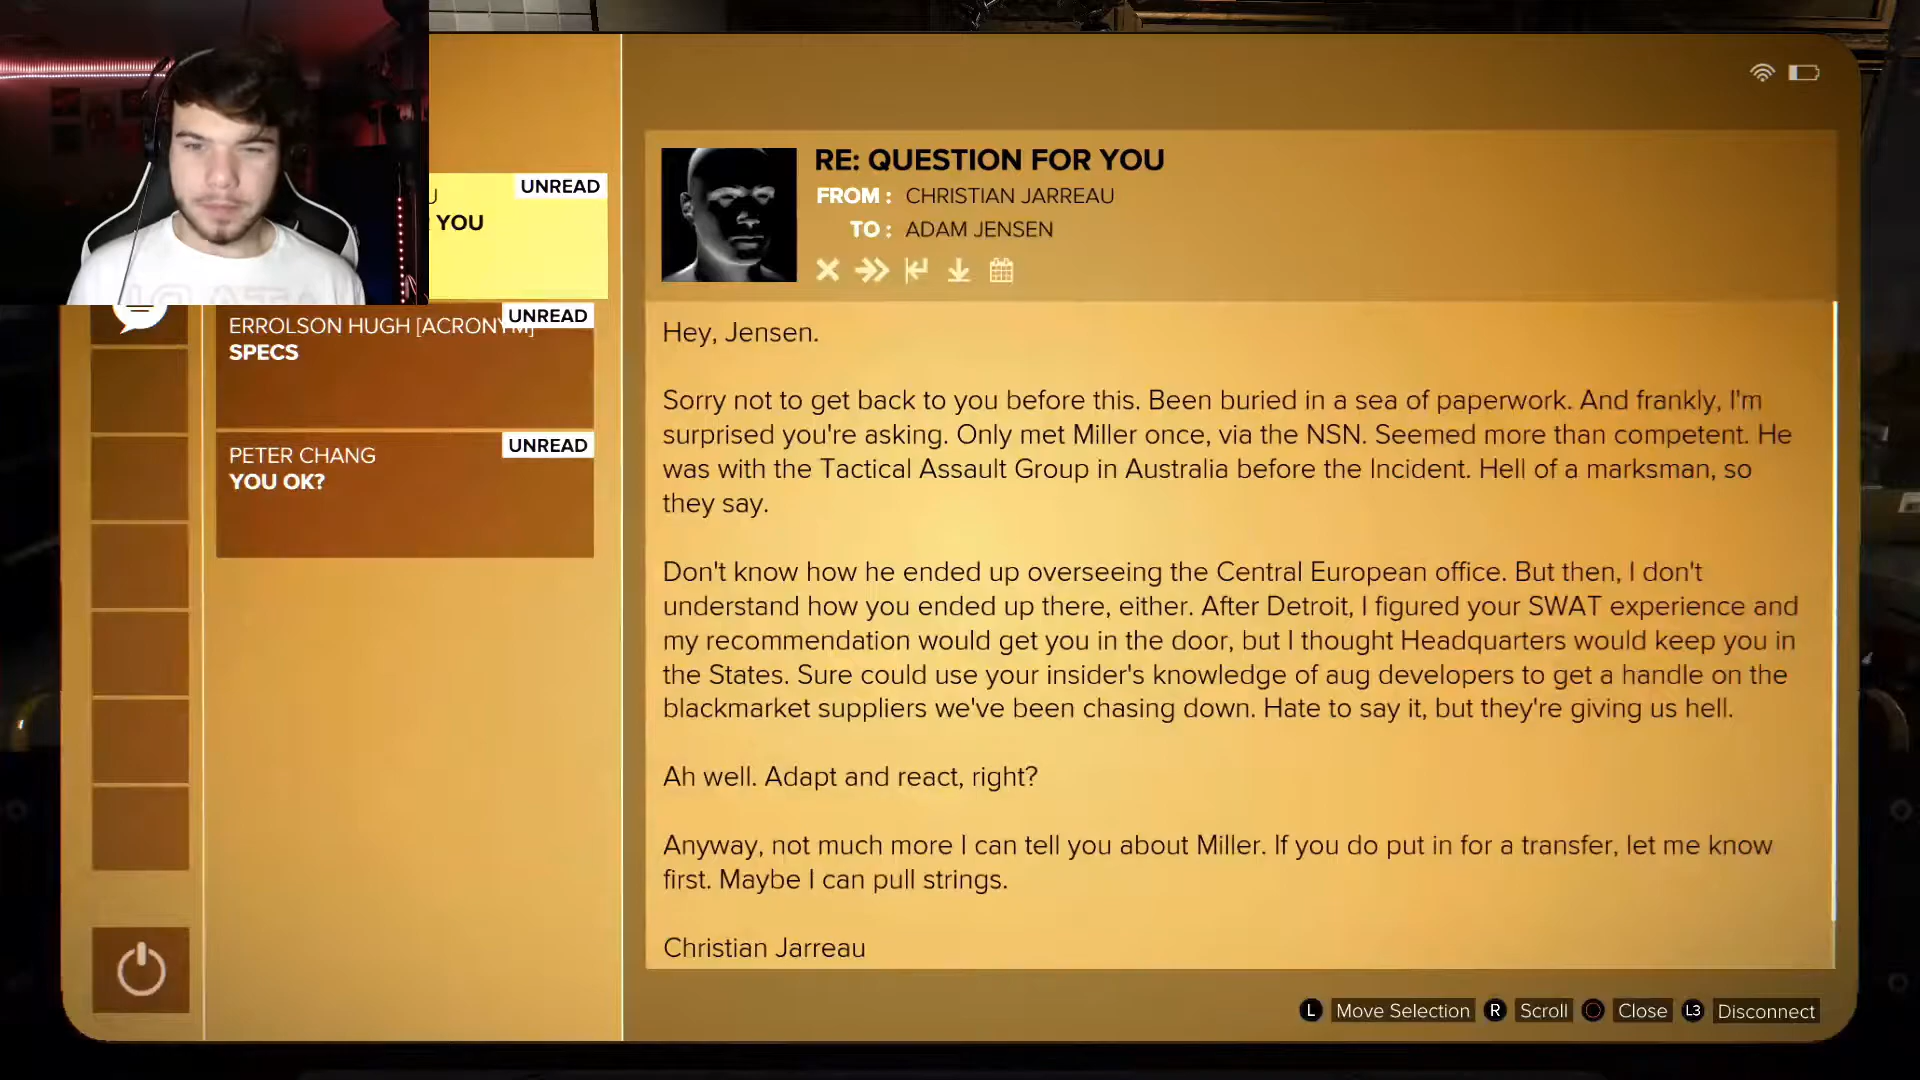 U
UNREAD
YOU
ERROLSON HUGH [ACRONYM]
UNREAD
SPECS
PETER CHANG
UNREAD
YOU OK?
RE: QUESTION FOR YOU
FROM : CHRISTIAN JARREAU
TO : ADAM JENSEN
Hey, Jensen.
Sorry not to get back to you before this. Been buried in a sea of paperwork. And frankly, I'm
surprised you're asking. Only met Miller once, via the NSN. Seemed more than competent. He
was with the Tactical Assault Group in Australia before the Incident. Hell of a marksman, so
they say.
Don't know how he ended up overseeing the Central European office. But then, I don't
understand how you ended up there, either. After Detroit, I figured your SWAT experience and
my recommendation would get you in the door, but I thought Headquarters would keep you in
the States. Sure could use your insider's knowledge of aug developers to get a handle on the
blackmarket suppliers we've been chasing down. Hate to say it, but they're giving us hell.
Ah well. Adapt and react, right?
Anyway, not much more I can tell you about Miller. If you do put in for a transfer, let me know
first. Maybe I can pull strings.
Christian Jarreau
L Move Selection R Scroll Close L3 Disconnect